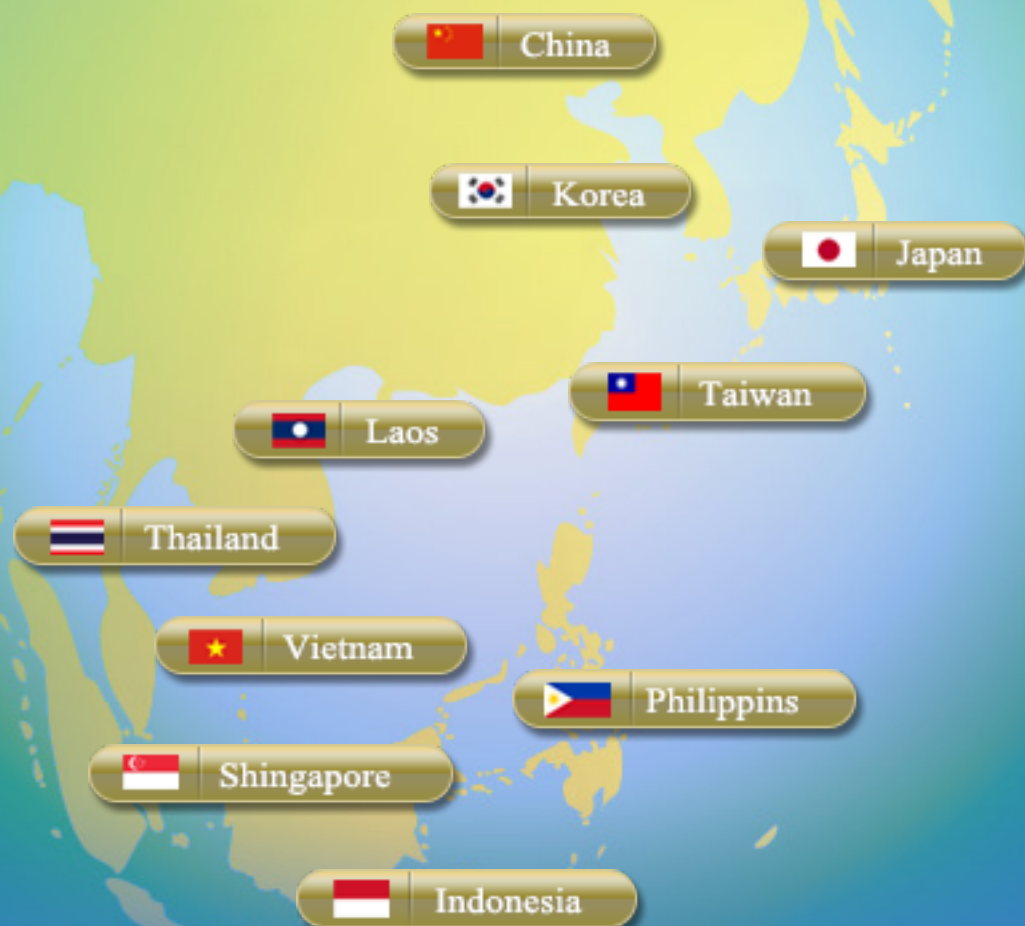 China
Korea
Japan
Taiwan
Laos
Thailand
Vietnam
Philippins
Shingapore
Indonesia